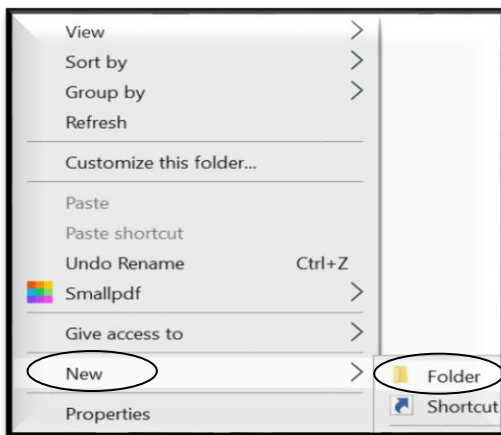 View
Sort by
Group by
Refresh
Customize this folder...
Paste
Paste shortcut
Undo Rename Ctrl+Z
Smallpdf
Give access to
New
Folder
Shortcut
Properties